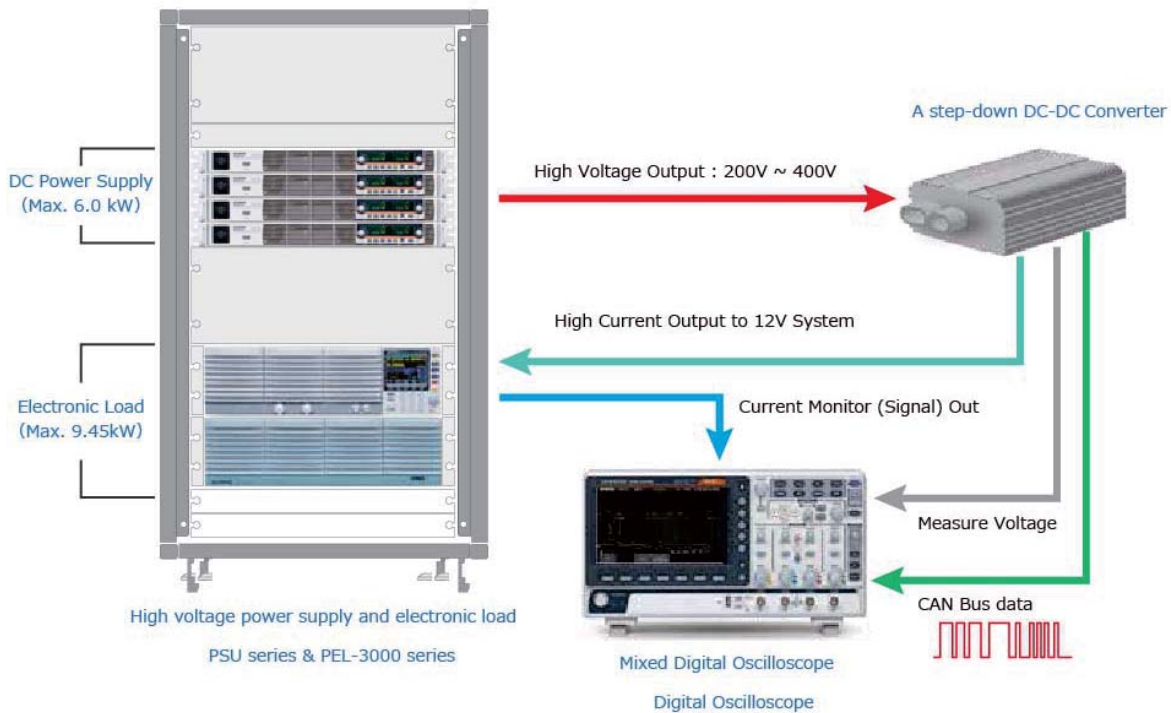 A step-down DC-DC Converter
DC Power Supply
(Max. 6.0 kW)
High Voltage Output : 200V ~ 400V
High Current Output to 12V System
Electronic Load
(Max. 9.45kW)
Current Monitor (Signal) Out
Measure Voltage
CAN Bus data
High voltage power supply and electronic load
PSU series & PEL-3000 series
Mixed Digital Oscilloscope
Digital Oscilloscope